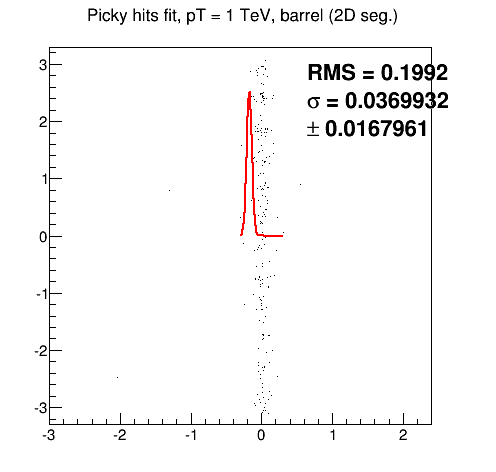 Picky hits fit, pT = 1 TeV, barrel (2D seg.)
RMS = 0.1992
σ = 0.0369932
± 0.0167961
3
2
1
0
-1
-2
-3
-3 -2 -1 0 1 2